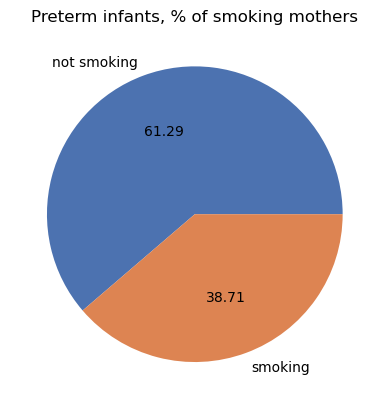 Preterm infants, % of smoking mothers
not smoking
61.29
38.71
smoking